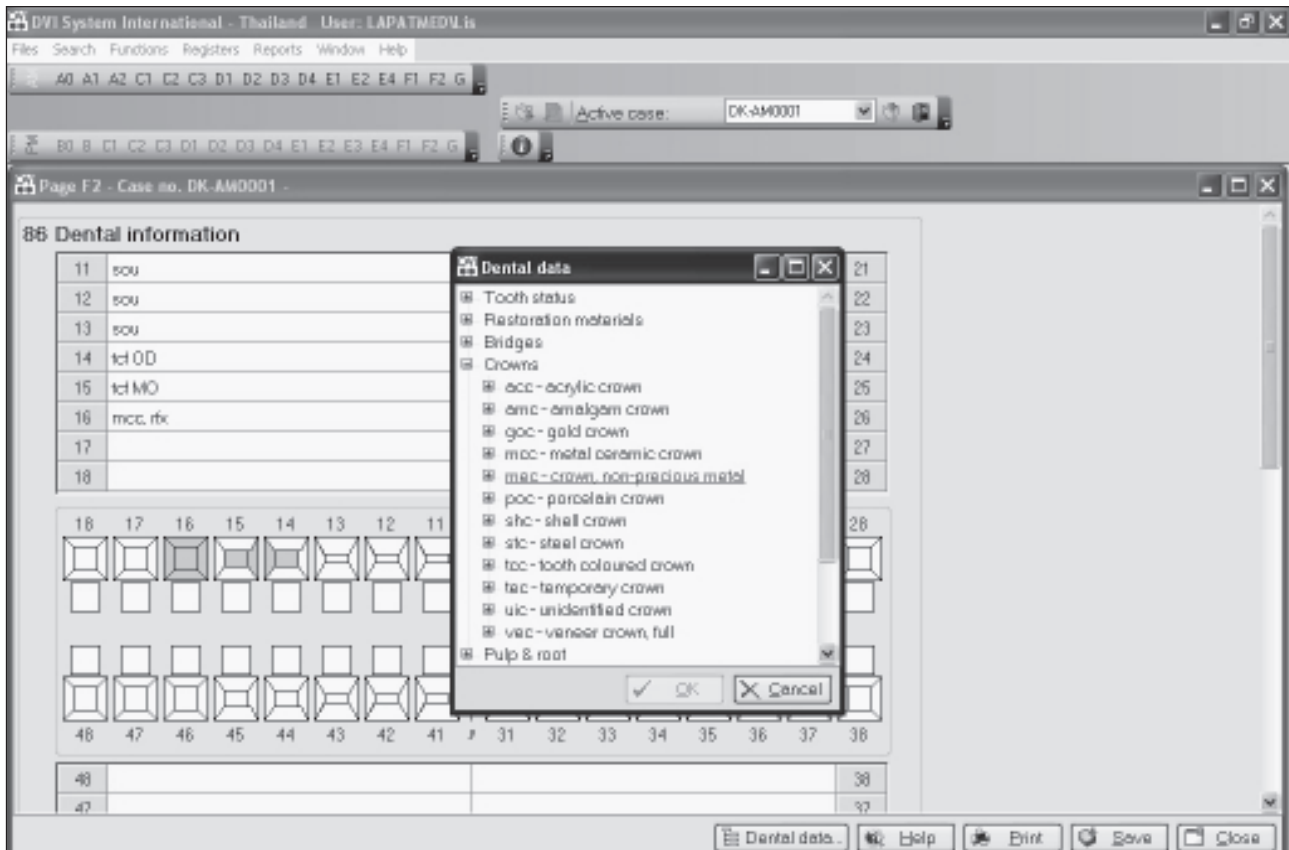 DVI System International - Thailand User: LAPATMEDV.is
Files Search Functions Registers Reports Window Help
A0 A1 A2 C1 C2 C3 D1 D2 D3 D4 E1 E2 E4 F1 F2 G
Active case: DK-AM0001
PM B0 B C1 C2 C3 D1 D2 D3 D4 E1 E2 E3 E4 F1 F2 G
Page F2 - Case no. DK-AM0001 -
86 Dental information
11 sou 21
12 sou 22
13 sou 23
14 tcf OD 24
15 tcf MO 25
16 mcc, rfx 26
17 27
18 28
Dental data
Tooth status
Restoration materials
Bridges
Crowns
acc - acrylic crown
amc - amalgam crown
goc - gold crown
mcc - metal ceramic crown
mec - crown, non-precious metal
poc - porcelain crown
shc - shell crown
stc - steel crown
tcc - tooth coloured crown
tec - temporary crown
uic - unidentified crown
vec - veneer crown, full
Pulp & root
OK Cancel
18 17 16 15 14 13 12 11 28
48 47 46 45 44 43 42 41 31 32 33 34 35 36 37 38
48 38
47 37
Dental data... Help Print Save Close